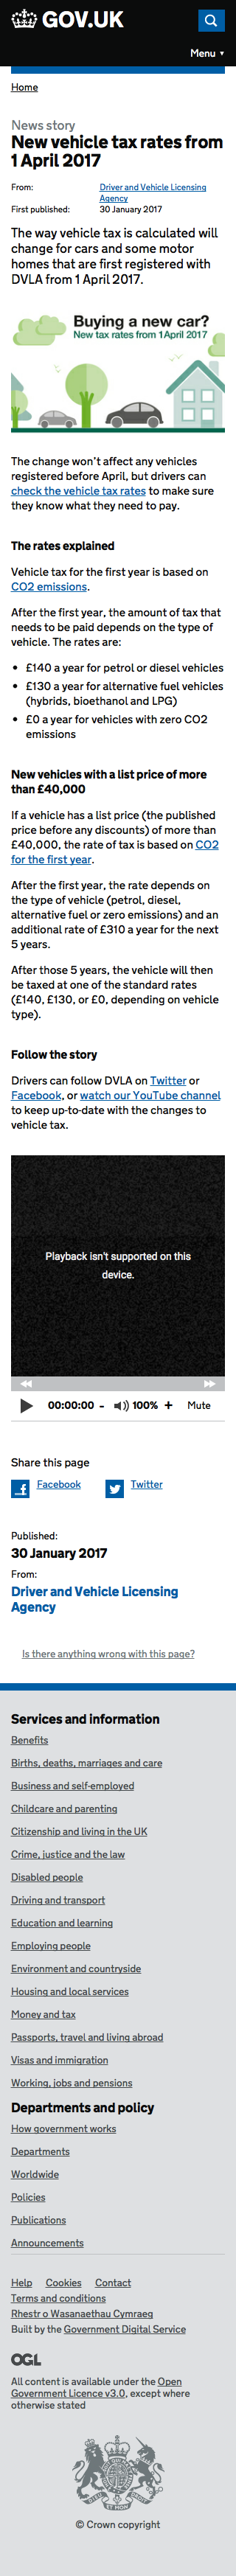 GOV.UK
Menu ▼
Home
News story
New vehicle tax rates from
1 April 2017
From:
Driver and Vehicle Licensing
Agency
First published:
30 January 2017
The way vehicle tax is calculated will
change for cars and some motor
homes that are first registered with
DVLA from 1 April 2017.
Buying a new car?
New tax rates from 1 April 2017
The change won't affect any vehicles
registered before April, but drivers can
check the vehicle tax rates to make sure
they know what they need to pay.
The rates explained
Vehicle tax for the first year is based on
CO2 emissions.
After the first year, the amount of tax that
needs to be paid depends on the type of
vehicle. The rates are:
• £140 a year for petrol or diesel vehicles
• £130 a year for alternative fuel vehicles
(hybrids, bioethanol and LPG)
• £0 a year for vehicles with zero CO2
emissions
New vehicles with a list price of more
than £40,000
If a vehicle has a list price (the published
price before any discounts) of more than
£40,000, the rate of tax is based on CO2
for the first year.
After the first year, the rate depends on
the type of vehicle (petrol, diesel,
alternative fuel or zero emissions) and an
additional rate of £310 a year for the next
5 years.
After those 5 years, the vehicle will then
be taxed at one of the standard rates
(£140, £130, or £0, depending on vehicle
type).
Follow the story
Drivers can follow DVLA on Twitter or
Facebook, or watch our YouTube channel
to keep up-to-date with the changes to
vehicle tax.
Playback isn't supported on this
device.
00:00:00 - 100% + Mute
Share this page
Facebook Twitter
Published:
30 January 2017
From:
Driver and Vehicle Licensing
Agency
Is there anything wrong with this page?
Services and information
Benefits
Births, deaths, marriages and care
Business and self-employed
Childcare and parenting
Citizenship and living in the UK
Crime, justice and the law
Disabled people
Driving and transport
Education and learning
Employing people
Environment and countryside
Housing and local services
Money and tax
Passports, travel and living abroad
Visas and immigration
Working, jobs and pensions
Departments and policy
How government works
Departments
Worldwide
Policies
Publications
Announcements
Help Cookies Contact
Terms and conditions
Rhestr o Wasanaethau Cymraeg
Built by the Government Digital Service
OGL
All content is available under the Open
Government Licence v3.0, except where
otherwise stated
© Crown copyright